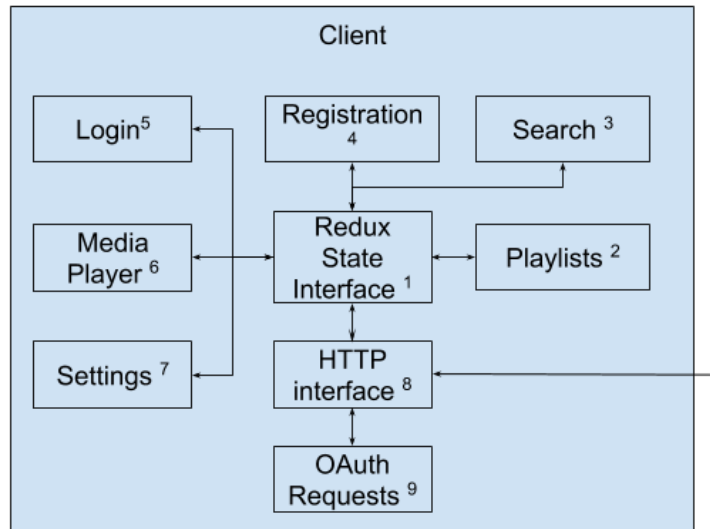 Client
Login⁵
Registration
4
Search ³
Media
Player ⁶
Redux
State
Interface ¹
Playlists ²
Settings ⁷
HTTP
interface ⁸
OAuth
Requests ⁹